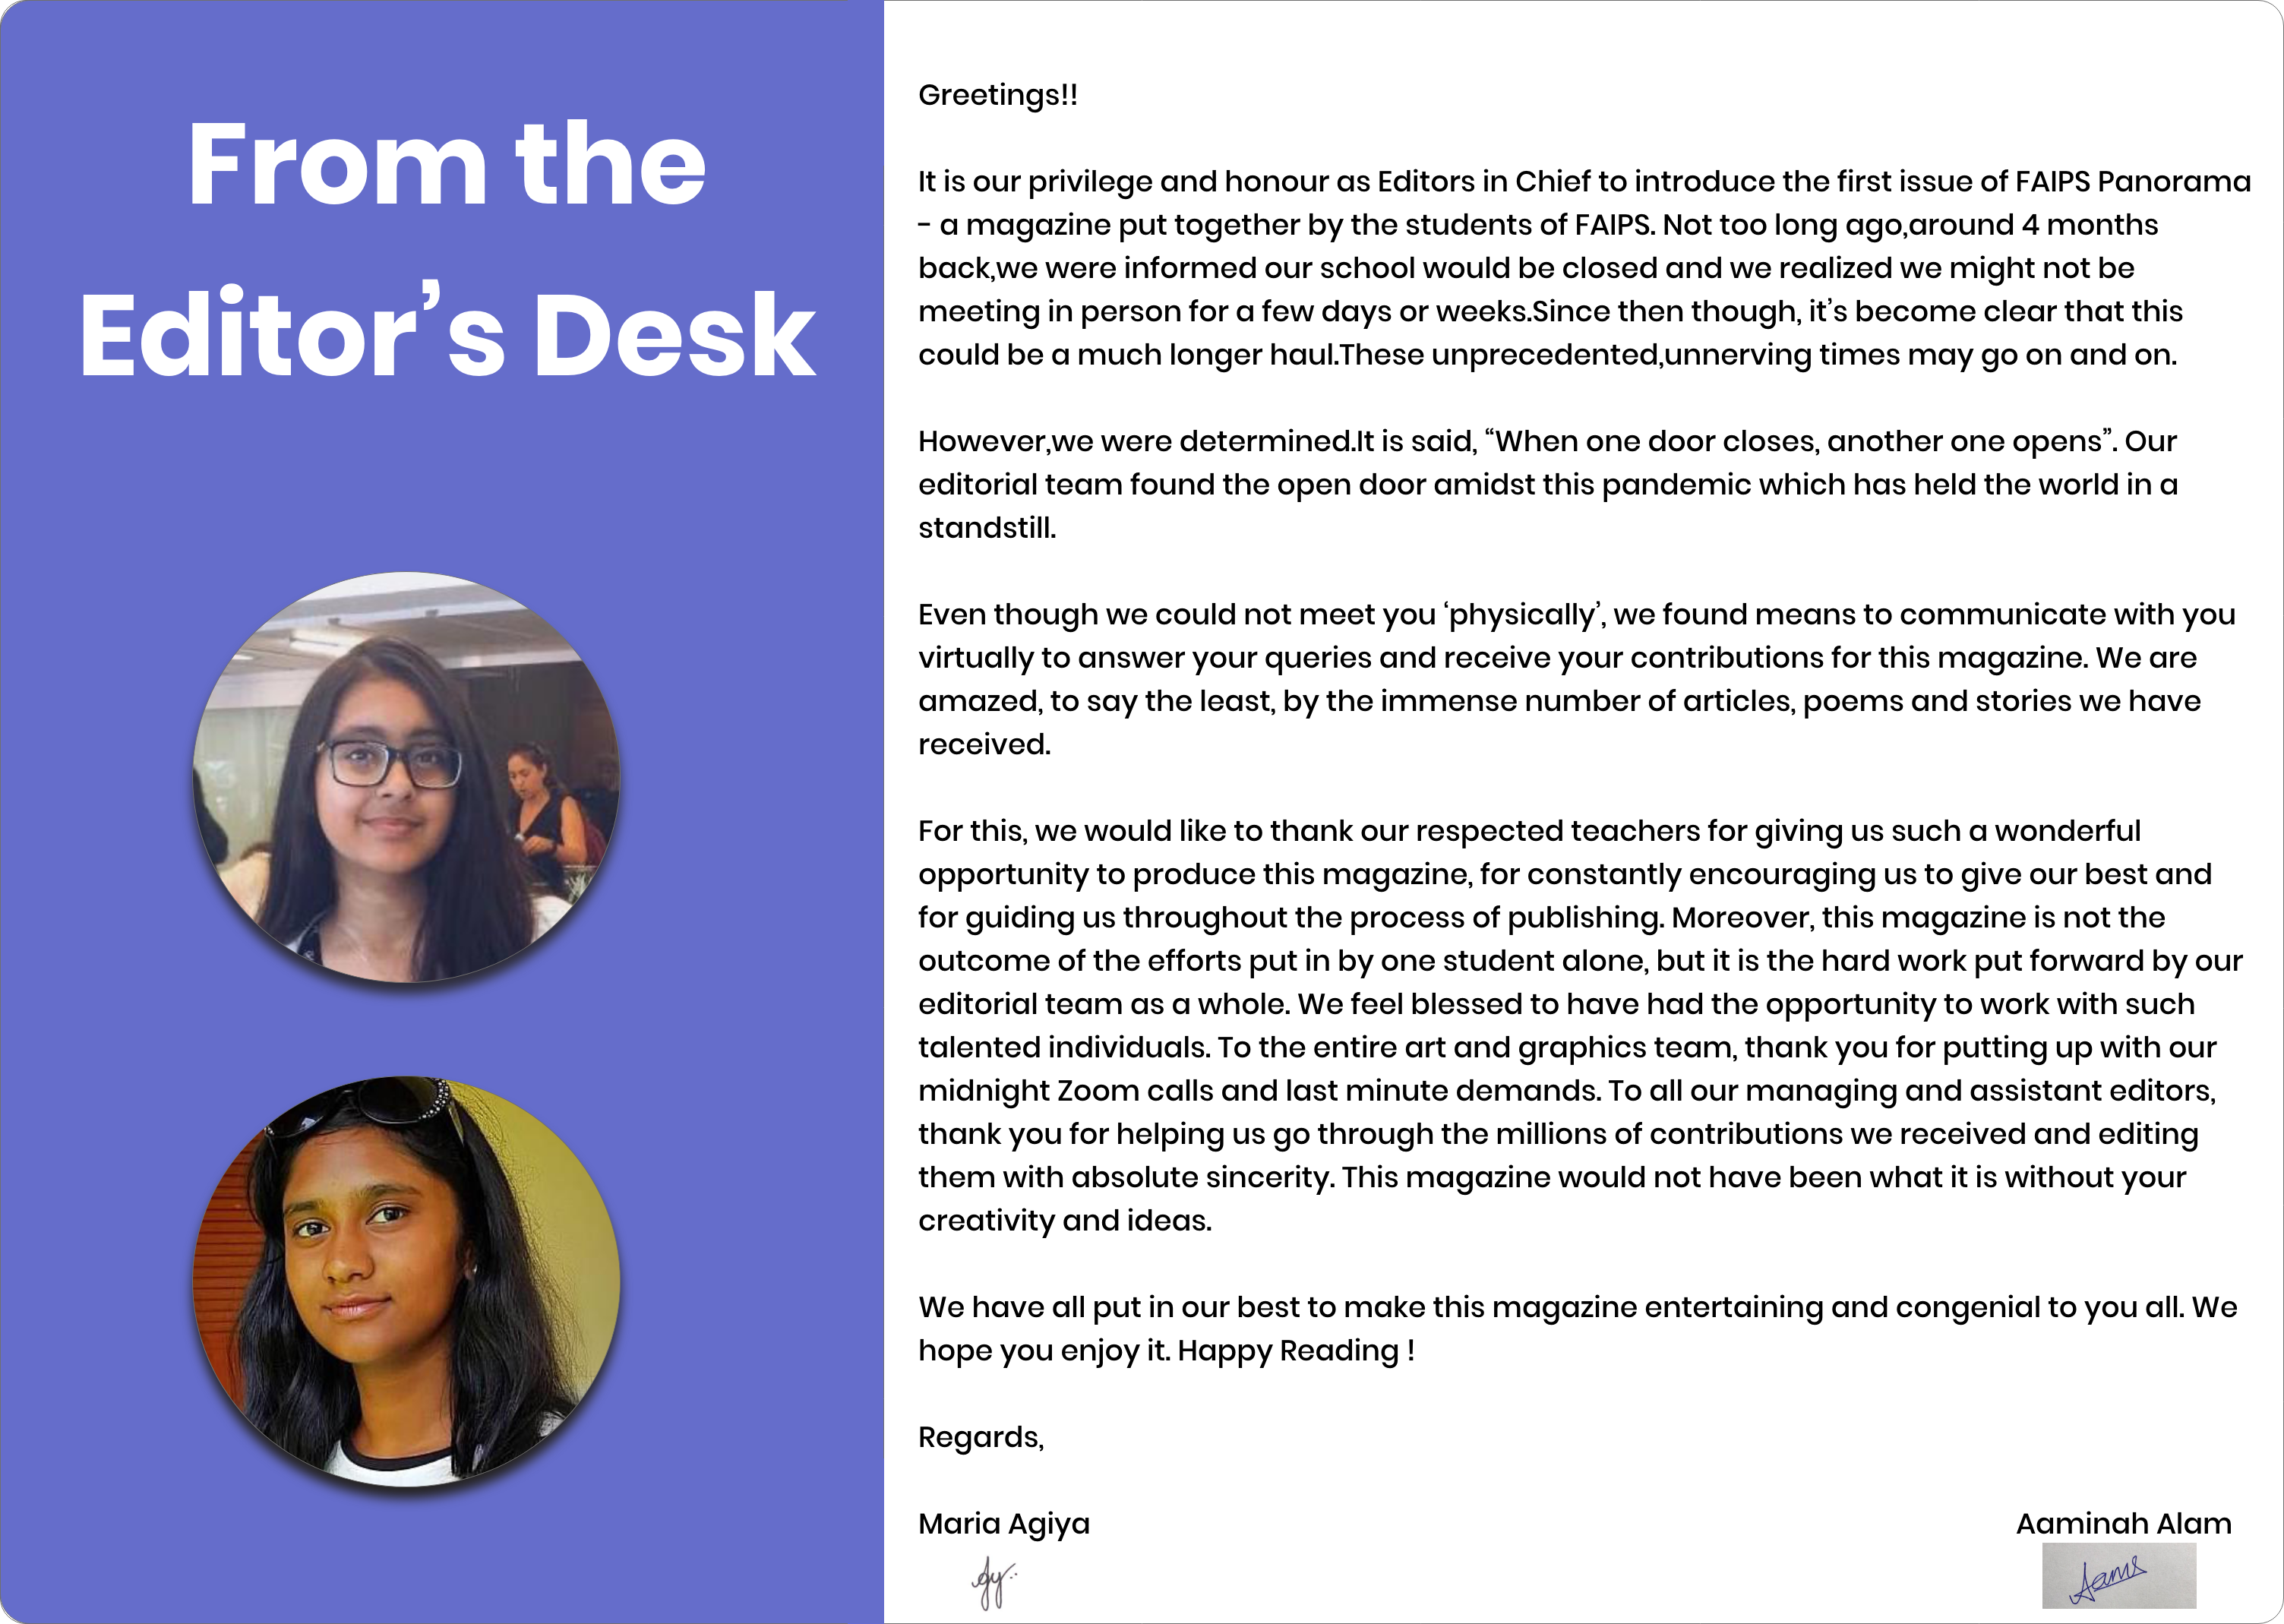 From the
Editor’s Desk
Greetings!!
It is our privilege and honour as Editors in Chief to introduce the first issue of FAIPS Panorama
- a magazine put together by the students of FAIPS. Not too long ago,around 4 months
back,we were informed our school would be closed and we realized we might not be
meeting in person for a few days or weeks.Since then though, it’s become clear that this
could be a much longer haul.These unprecedented,unnerving times may go on and on.
However,we were determined.It is said, “When one door closes, another one opens”. Our
editorial team found the open door amidst this pandemic which has held the world in a
standstill.
Even though we could not meet you ‘physically’, we found means to communicate with you
virtually to answer your queries and receive your contributions for this magazine. We are
amazed, to say the least, by the immense number of articles, poems and stories we have
received.
For this, we would like to thank our respected teachers for giving us such a wonderful
opportunity to produce this magazine, for constantly encouraging us to give our best and
for guiding us throughout the process of publishing. Moreover, this magazine is not the
outcome of the efforts put in by one student alone, but it is the hard work put forward by our
editorial team as a whole. We feel blessed to have had the opportunity to work with such
talented individuals. To the entire art and graphics team, thank you for putting up with our
midnight Zoom calls and last minute demands. To all our managing and assistant editors,
thank you for helping us go through the millions of contributions we received and editing
them with absolute sincerity. This magazine would not have been what it is without your
creativity and ideas.
We have all put in our best to make this magazine entertaining and congenial to you all. We
hope you enjoy it. Happy Reading !
Regards,
Maria Agiya Aaminah Alam